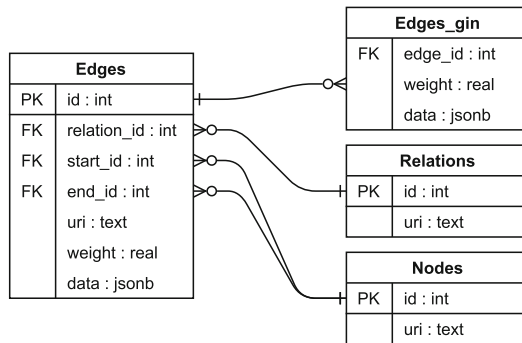 Edges
PK id : int
FK relation_id : int
FK start_id : int
FK end_id : int
uri : text
weight : real
data : jsonb
Edges_gin
FK edge_id : int
weight : real
data : jsonb
Relations
PK id : int
uri : text
Nodes
PK id : int
uri : text